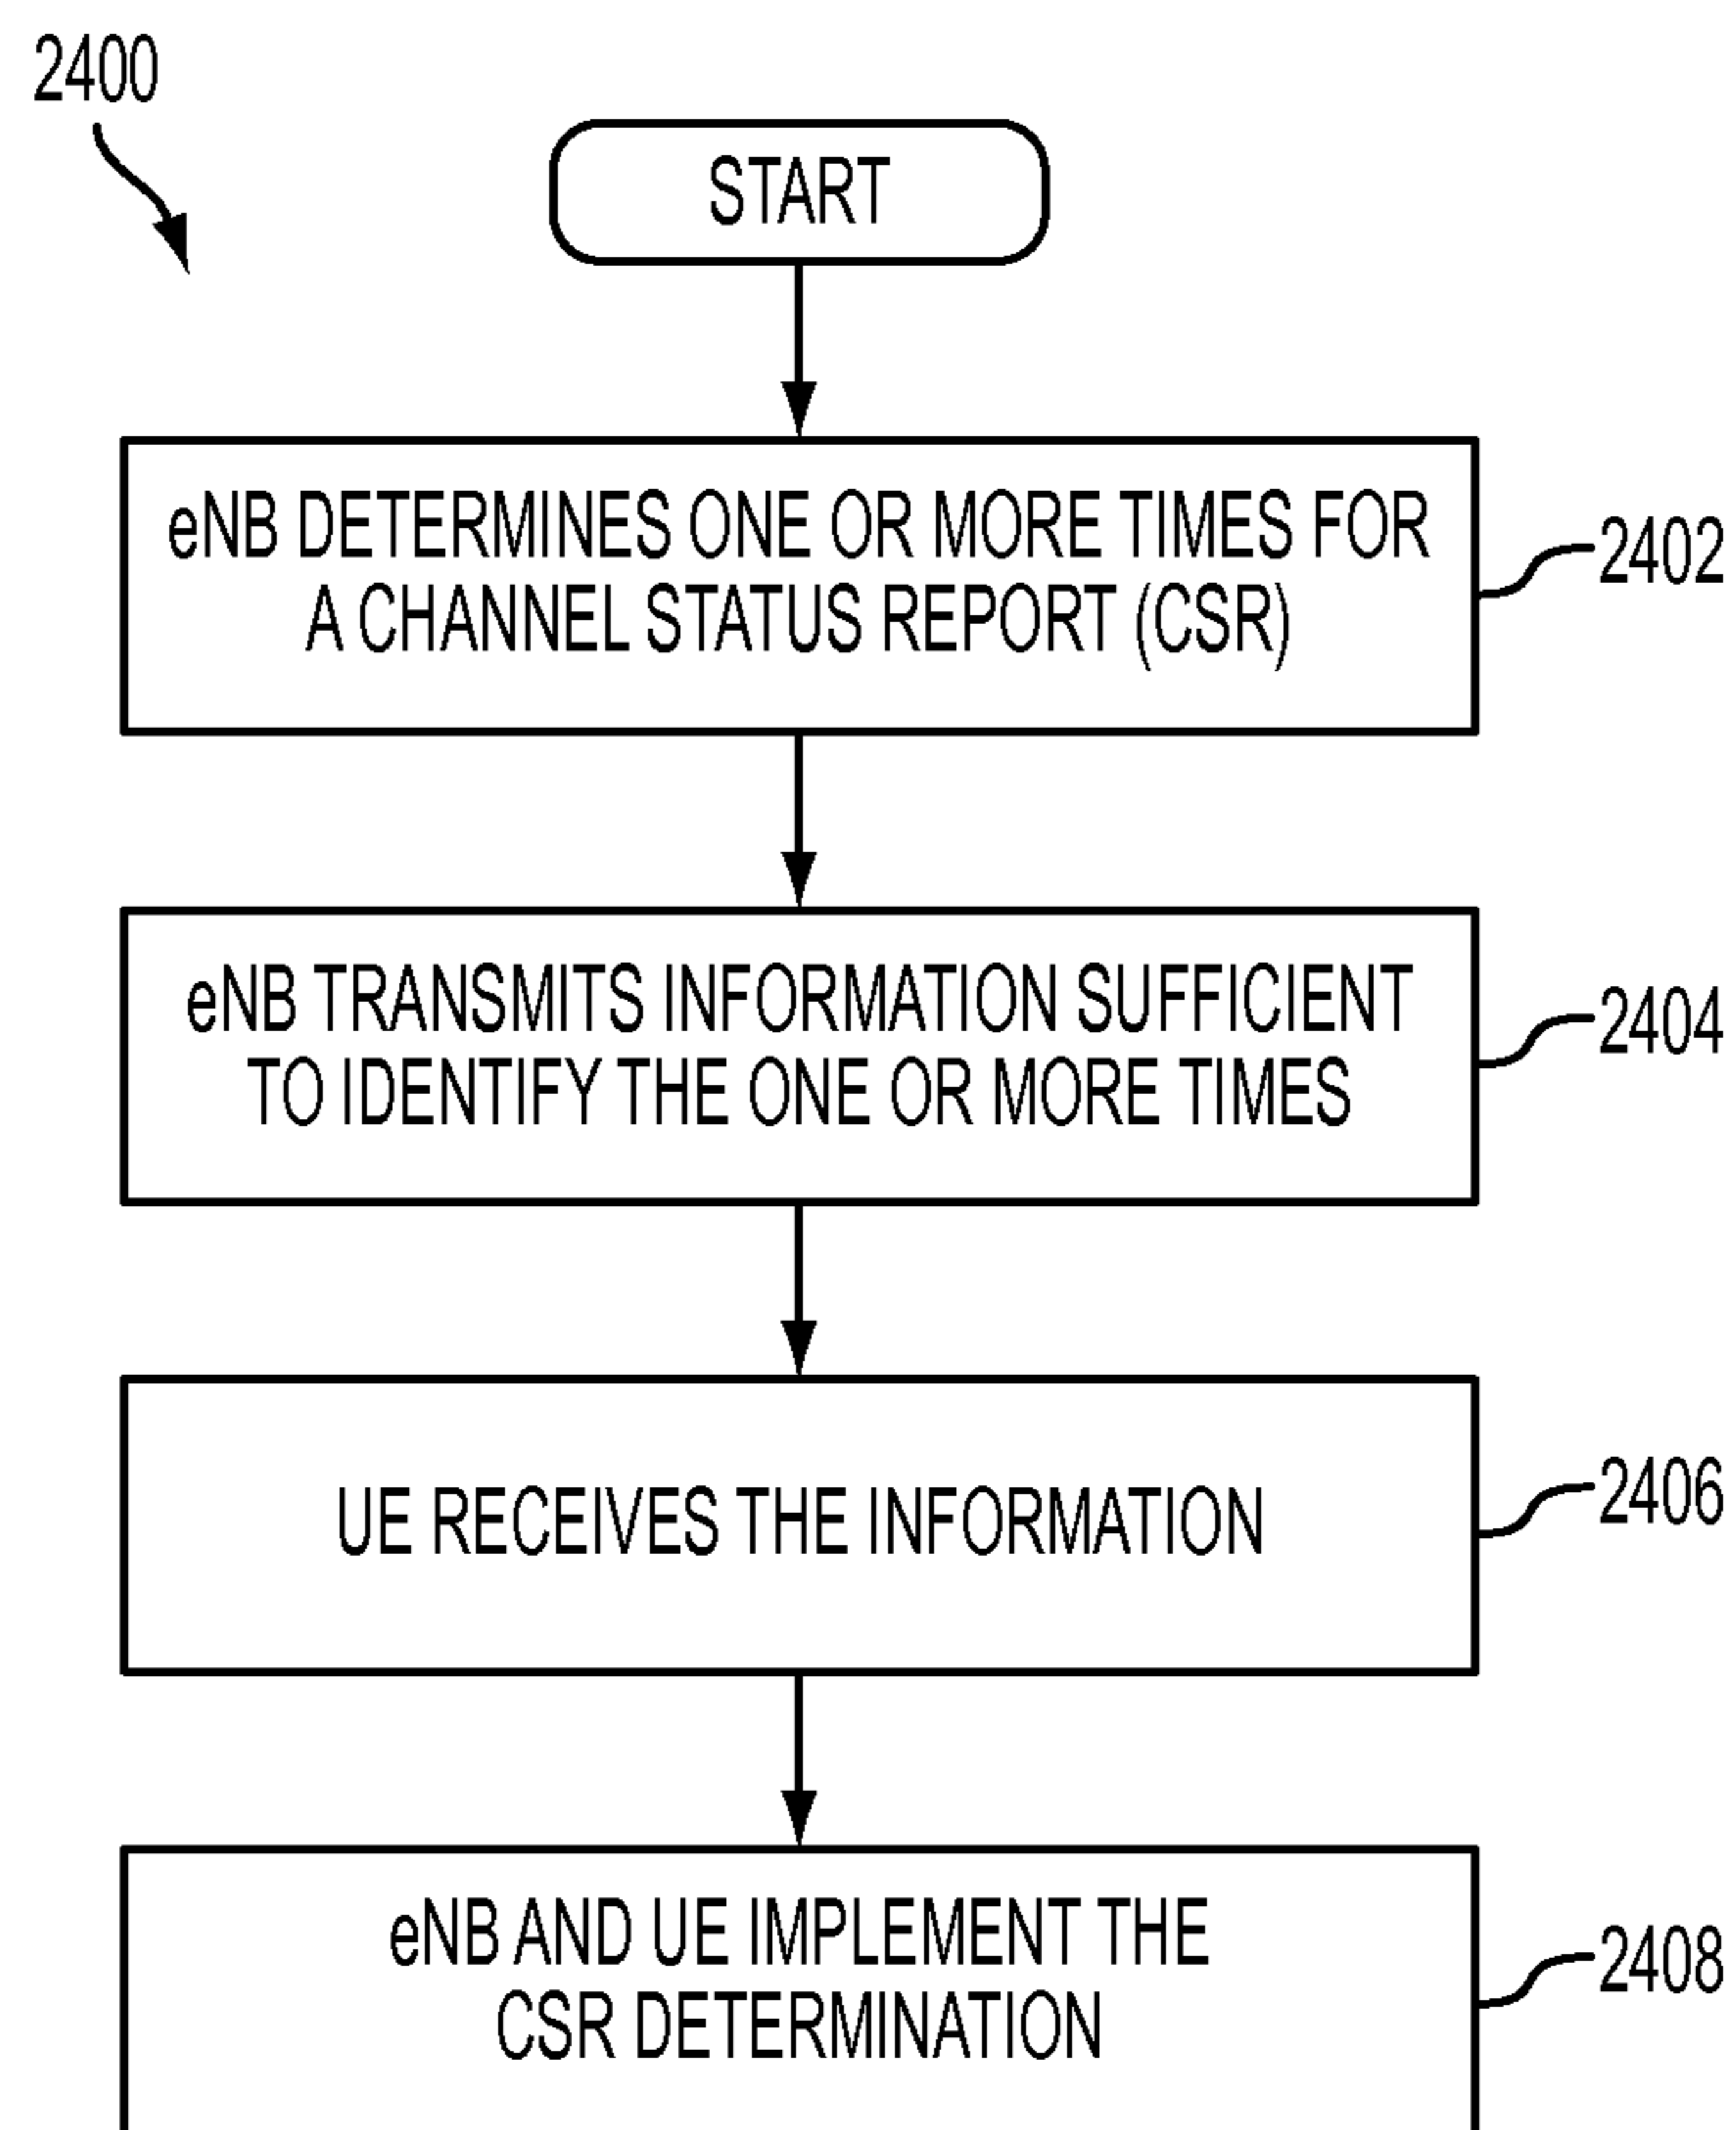 2400
START
eNB DETERMINES ONE OR MORE TIMES FOR
A CHANNEL STATUS REPORT (CSR)
2402
eNB TRANSMITS INFORMATION SUFFICIENT
TO IDENTIFY THE ONE OR MORE TIMES
2404
UE RECEIVES THE INFORMATION
2406
eNB AND UE IMPLEMENT THE
CSR DETERMINATION
2408